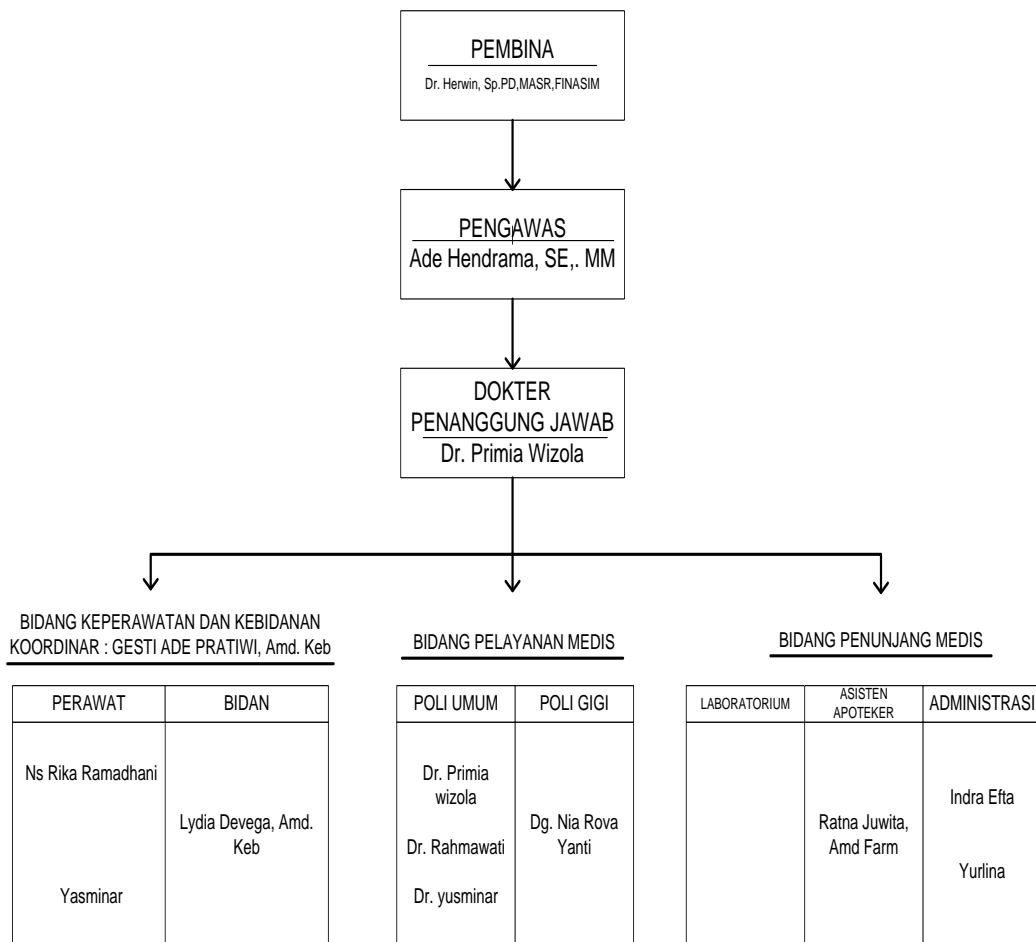 PEMBINA
Dr. Herwin, Sp.PD,MASR,FINASIM
PENGAWAS
Ade Hendrama, SE,. MM
DOKTER
PENANGGUNG JAWAB
Dr. Primia Wizola
BIDANG KEPERAWATAN DAN KEBIDANAN
KOORDINAR : GESTI ADE PRATIWI, Amd. Keb
PERAWAT
Ns Rika Ramadhani
Yasminar
BIDAN
Lydia Devega, Amd.
Keb
BIDANG PELAYANAN MEDIS
POLI UMUM
Dr. Primia
wizola
Dr. Rahmawati
Dr. yusminar
POLI GIGI
Dg. Nia Rova
Yanti
BIDANG PENUNJANG MEDIS
LABORATORIUM
ASISTEN
APOTEKER
Ratna Juwita,
Amd Farm
ADMINISTRASI
Indra Efta
Yurlina